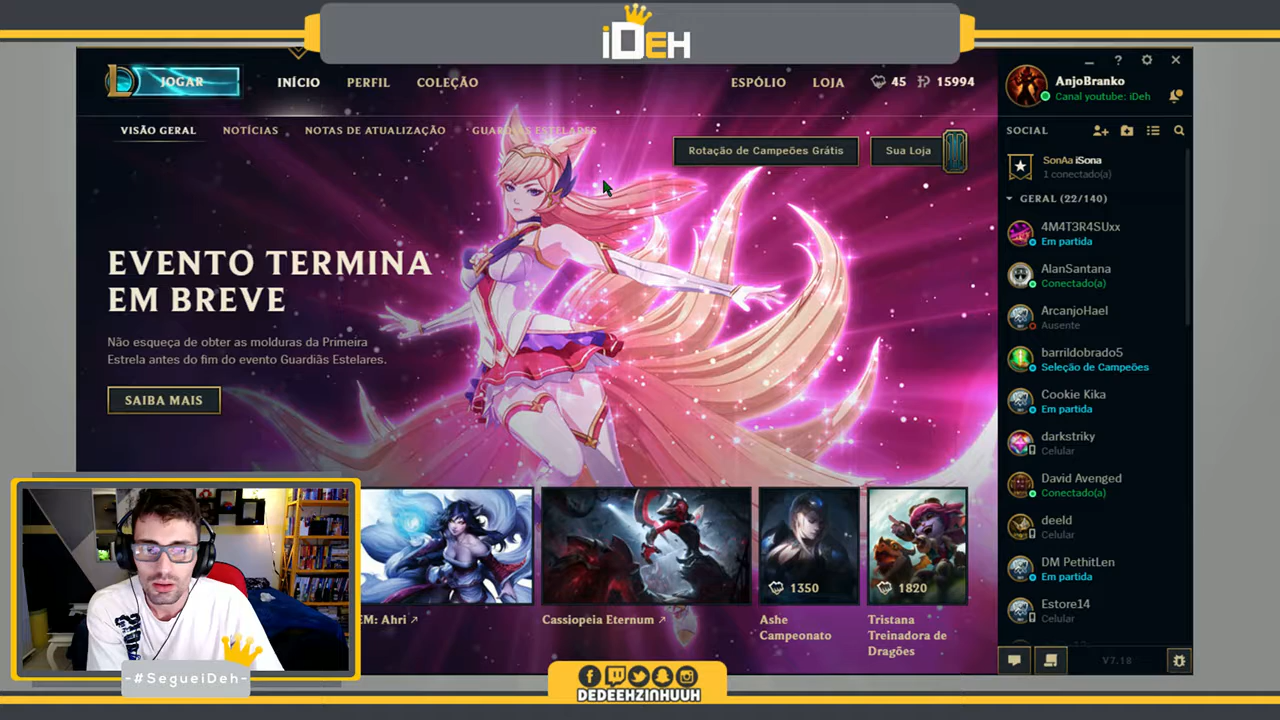 iDEH
JOGAR
INÍCIO
PERFIL
COLEÇÃO
ESPÓLIO
LOJA
45
15994
VISÃO GERAL
NOTÍCIAS
NOTAS DE ATUALIZAÇÃO
GUARDIÃS ESTELARES
Rotação de Campeões Grátis
Sua Loja
EVENTO TERMINA
EM BREVE
Não esqueça de obter as molduras da Primeira
Estrela antes do fim do evento Guardiãs Estelares.
SAIBA MAIS
EM: Ahri
Cassiopeia Eternum
1350
Ashe
Campeonato
1820
Tristana
Treinadora de
Dragões
AnjoBranko
Canal youtube: iDeh
SOCIAL
SonAa iSona
1 conectado(a)
GERAL (22/140)
4M4T3R4SUxx
Em partida
AlanSantana
Conectado(a)
ArcanjoHael
Ausente
barrildobrado5
Seleção de Campeões
Cookie Kika
Em partida
darkstriky
Celular
David Avenged
Conectado(a)
deeld
Celular
DM PethitLen
Em partida
Estore14
Celular
V7.18
-#SegueiDeh-
DEDEEHZINHUUH